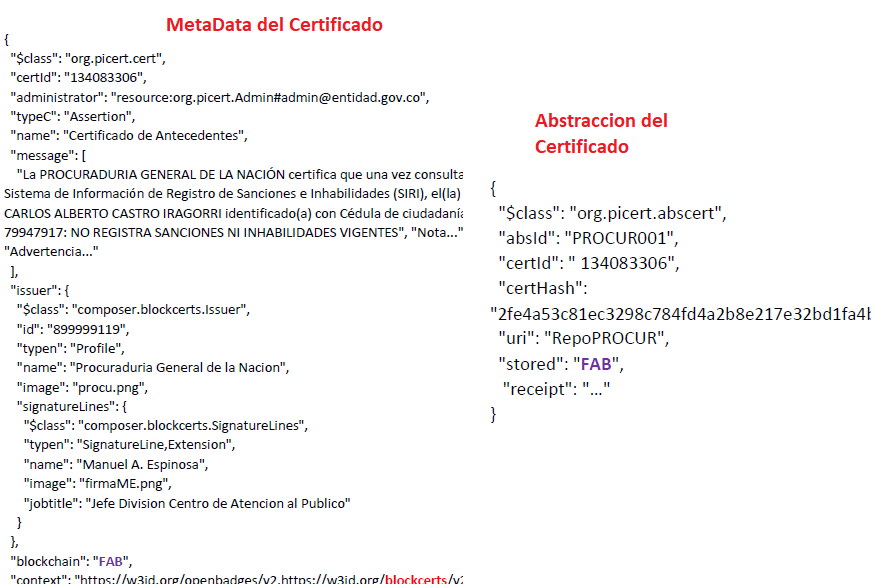 MetaData del Certificado
{
"$class": "org.picert.cert",
"certId": "134083306",
"administrator": "resource:org.picert.Admin#admin@entidad.gov.co",
"typeC": "Assertion",
"name": "Certificado de Antecedentes",
"message": [
"La PROCURADURIA GENERAL DE LA NACIÓN certifica que una vez consulta
Sistema de Información de Registro de Sanciones e Inhabilidades (SIRI), el(la)
CARLOS ALBERTO CASTRO IRAGORRI identificado(a) con Cédula de ciudadanía
79947917: NO REGISTRA SANCIONES NI INHABILIDADES VIGENTES", "Nota...",
"Advertencia..."
],
"issuer": {
"$class": "composer.blockcerts.Issuer",
"id": "899999119",
"typen": "Profile",
"name": "Procuraduria General de la Nacion",
"image": "procu.png",
"signatureLines": {
"$class": "composer.blockcerts.SignatureLines",
"typen": "SignatureLine,Extension",
"name": "Manuel A. Espinosa",
"image": "firmaME.png",
"jobtitle": "Jefe Division Centro de Atencion al Publico"
}
},
"blockchain": "FAB",
"context": "https://w3id.org/openbadges/v2,https://w3id.org/blockcerts/v2
Abstraccion del
Certificado
{
"$class": "org.picert.abscert",
"absId": "PROCUR001",
"certId": " 134083306",
"certHash":
"2fe4a53c81ec3298c784fd4a2b8e217e32bd1fa4b
"uri": "RepoPROCUR",
"stored": "FAB",
"receipt": "..."
}